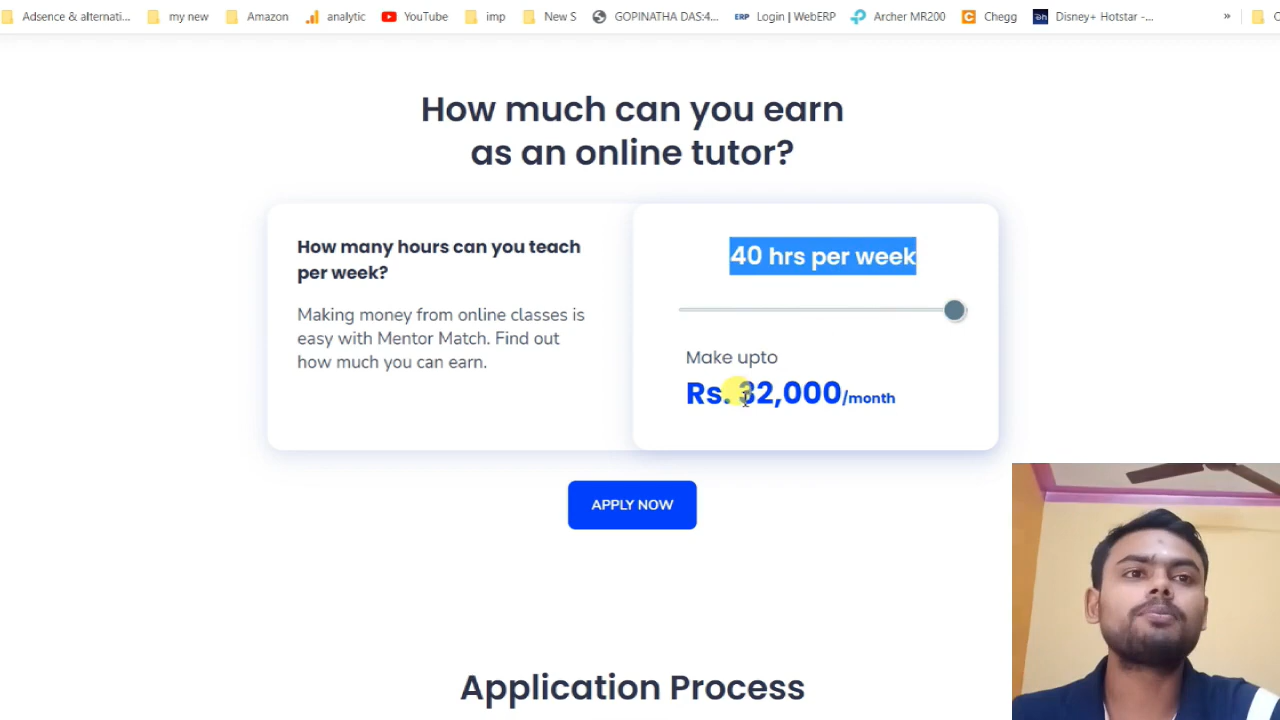 Adsence & alternati... my new Amazon analytic YouTube imp New S GOPINATHA DAS:4... ERP Login | WebERP Archer MR200 C Chegg dh Disney+ Hotstar -... »
How much can you earn
as an online tutor?
How many hours can you teach
per week?
Making money from online classes is
easy with Mentor Match. Find out
how much you can earn.
40 hrs per week
Make upto
Rs. 32,000/month
APPLY NOW
Application Process